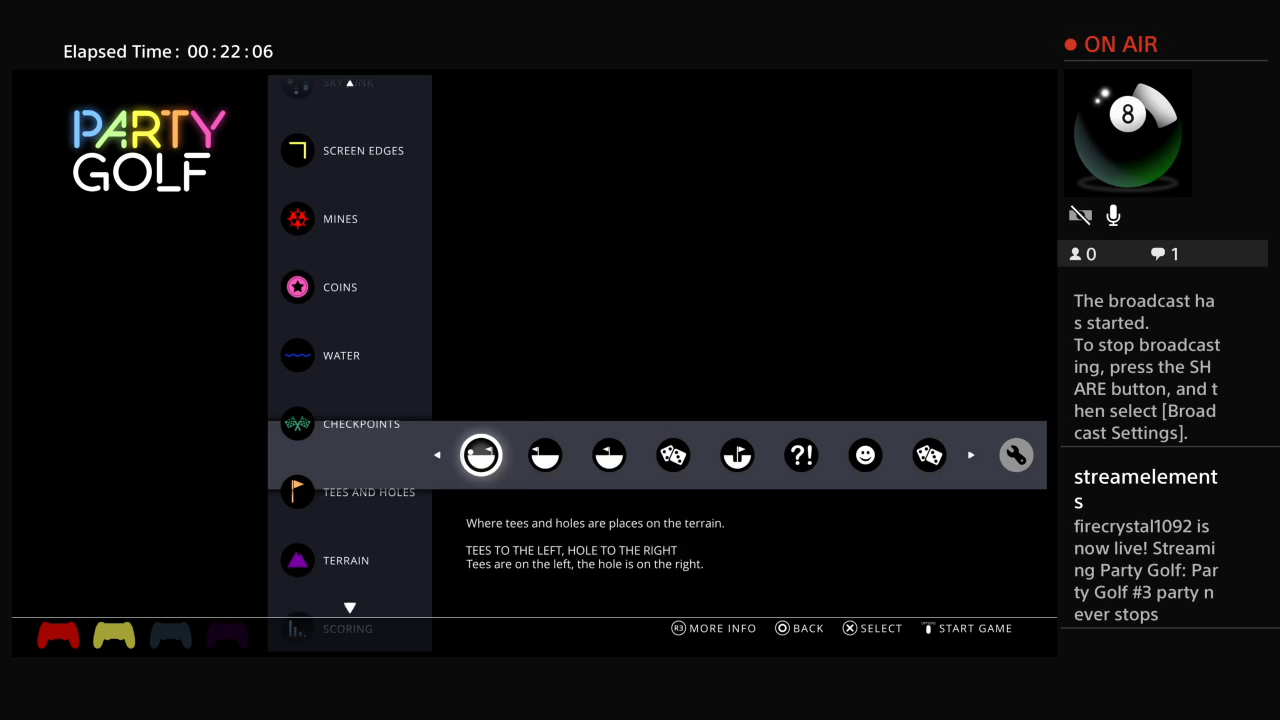 Elapsed Time: 00:22:06
ON AIR
PARTY
GOLF
SKY JUNK
SCREEN EDGES
MINES
COINS
WATER
CHECKPOINTS
TEES AND HOLES
TERRAIN
SCORING
?!
Where tees and holes are places on the terrain.
TEES TO THE LEFT, HOLE TO THE RIGHT
Tees are on the left, the hole is on the right.
R3 MORE INFO
BACK
SELECT
OPTIONS START GAME
8
0
1
The broadcast ha
s started.
To stop broadcast
ing, press the SH
ARE button, and t
hen select [Broad
cast Settings].
streamelement
s
firecrystal1092 is
now live! Streami
ng Party Golf: Par
ty Golf #3 party n
ever stops